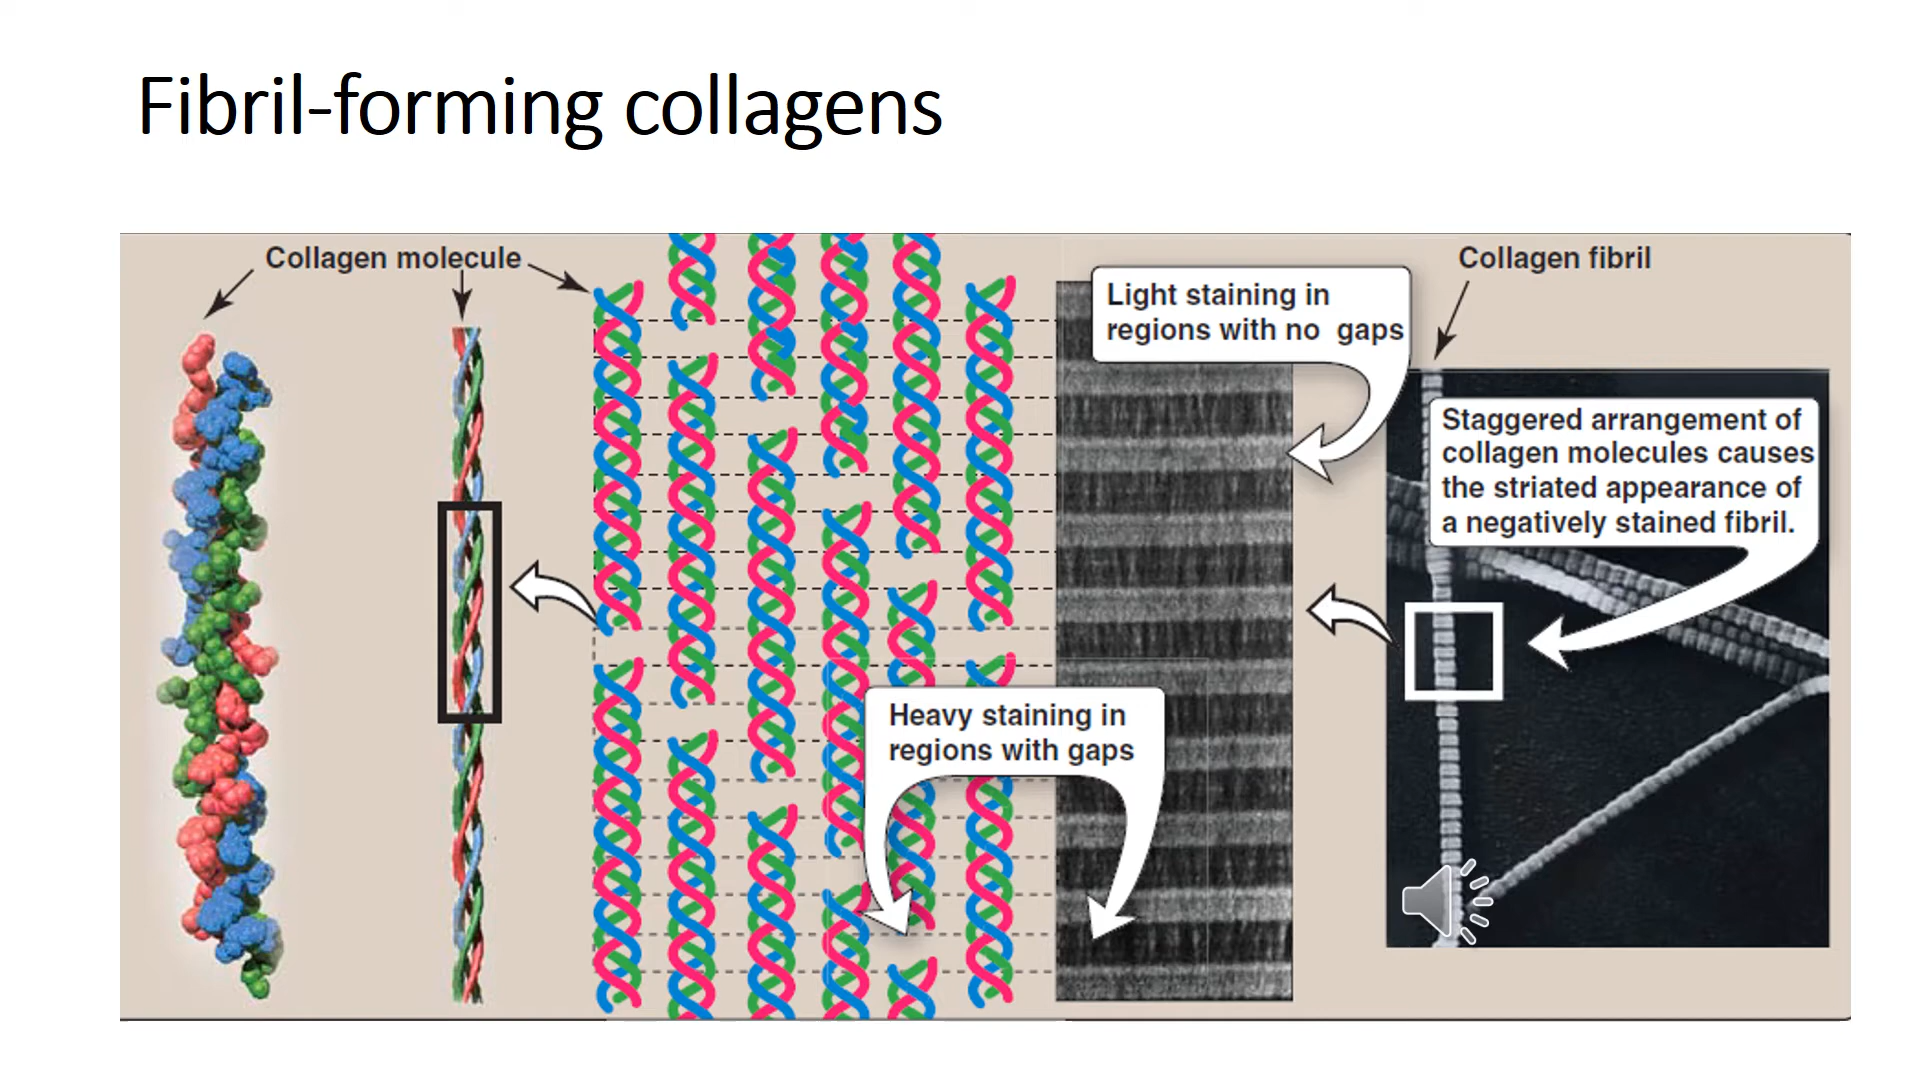 Fibril-forming collagens
Collagen molecule
Light staining in
regions with no gaps
Collagen fibril
Staggered arrangement of
collagen molecules causes
the striated appearance of
a negatively stained fibril.
Heavy staining in
regions with gaps